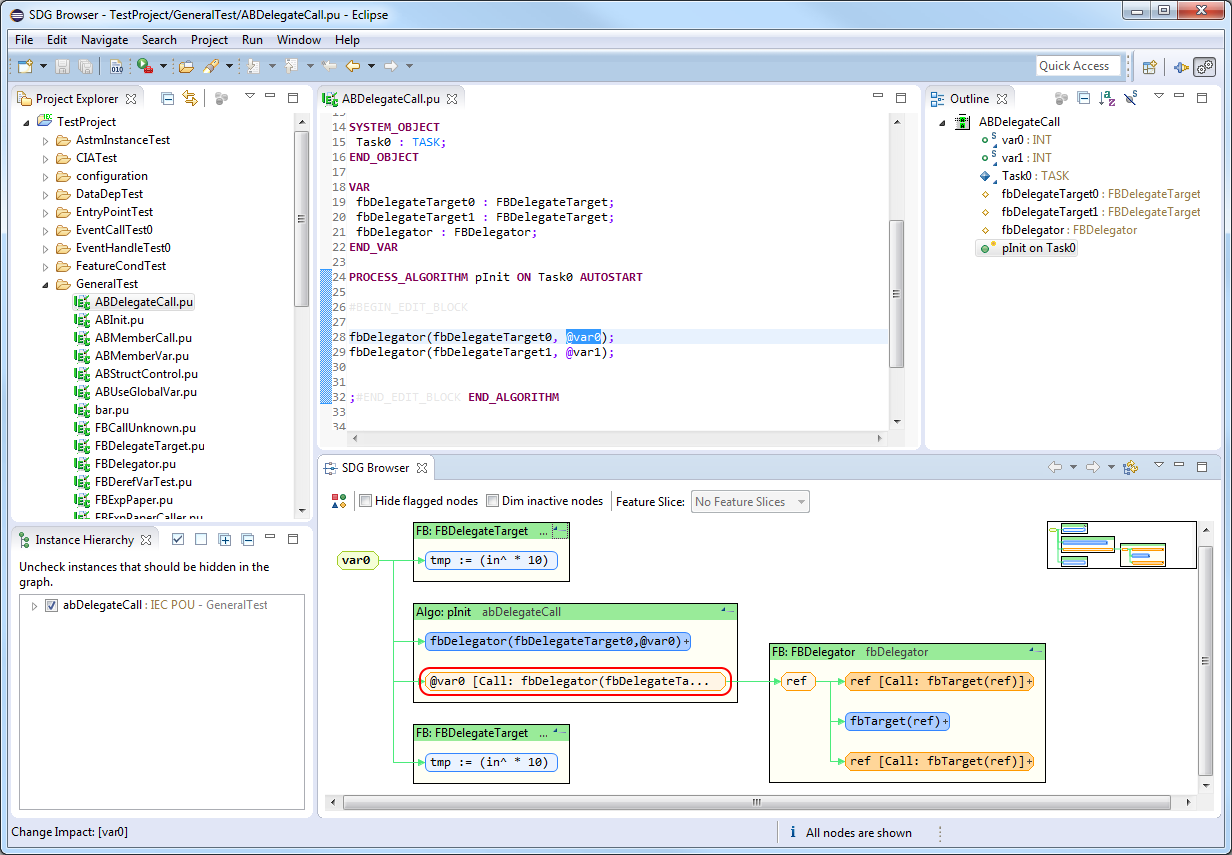 SDG Browser - TestProject/GeneralTest/ABDelegateCall.pu - Eclipse
File Edit Navigate Search Project Run Window Help
010
Quick Access
Project Explorer
TestProject
AstmInstanceTest
CIATest
configuration
DataDepTest
EntryPointTest
EventCallTest0
EventHandleTest0
FeatureCondTest
GeneralTest
ABDelegateCall.pu
ABInit.pu
ABMemberCall.pu
ABMemberVar.pu
ABStructControl.pu
ABUseGlobalVar.pu
bar.pu
FBCallUnknown.pu
FBDelegateTarget.pu
FBDelegator.pu
FBDerefVarTest.pu
FBExpPaper.pu
FBExpPaperCaller.pu
ABDelegateCall.pu
13
14 SYSTEM_OBJECT
15  Task0 : TASK;
16 END_OBJECT
17
18 VAR
19  fbDelegateTarget0 : FBDelegateTarget;
20  fbDelegateTarget1 : FBDelegateTarget;
21  fbDelegator : FBDelegator;
22 END_VAR
23
24 PROCESS_ALGORITHM pInit ON Task0 AUTOSTART
25
26 #BEGIN_EDIT_BLOCK
27
28 fbDelegator(fbDelegateTarget0, @var0);
29 fbDelegator(fbDelegateTarget1, @var1);
30
31
32 ;#END_EDIT_BLOCK END_ALGORITHM
33
34
Outline
ABDelegateCall
var0 : INT
var1 : INT
Task0 : TASK
fbDelegateTarget0 : FBDelegateTarget
fbDelegateTarget1 : FBDelegateTarget
fbDelegator : FBDelegator
pInit on Task0
Instance Hierarchy
Uncheck instances that should be hidden in the
graph.
abDelegateCall : IEC POU - GeneralTest
SDG Browser
Hide flagged nodes Dim inactive nodes Feature Slice: No Feature Slices
FB: FBDelegateTarget ...
var0
tmp := (in^ * 10)
Algo: pInit abDelegateCall
fbDelegator(fbDelegateTarget0,@var0)+
@var0 [Call: fbDelegator(fbDelegateTa...
FB: FBDelegateTarget ...
tmp := (in^ * 10)
FB: FBDelegator fbDelegator
ref
ref [Call: fbTarget(ref)]+
fbTarget(ref)+
ref [Call: fbTarget(ref)]+
Change Impact: [var0]
i All nodes are shown